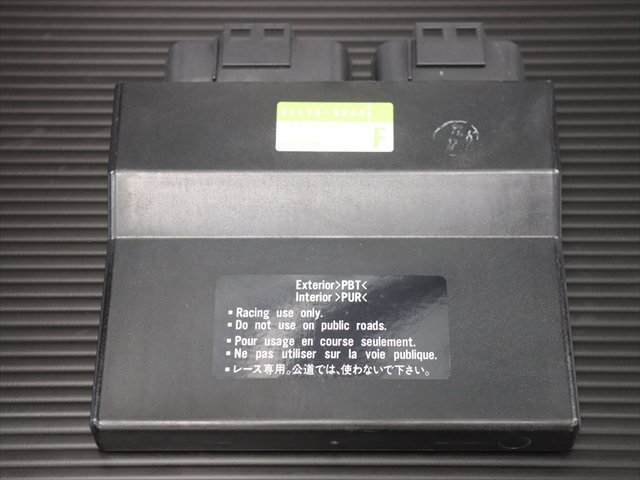 F
Exterior>PBT<
Interior>PUR<
▪Racing use only.
▪Do not use on public roads.
▪Pour usage en course seulement.
▪Ne pas utiliser sur la voie publique.
▪レース専用。公道では、使わないで下さい。